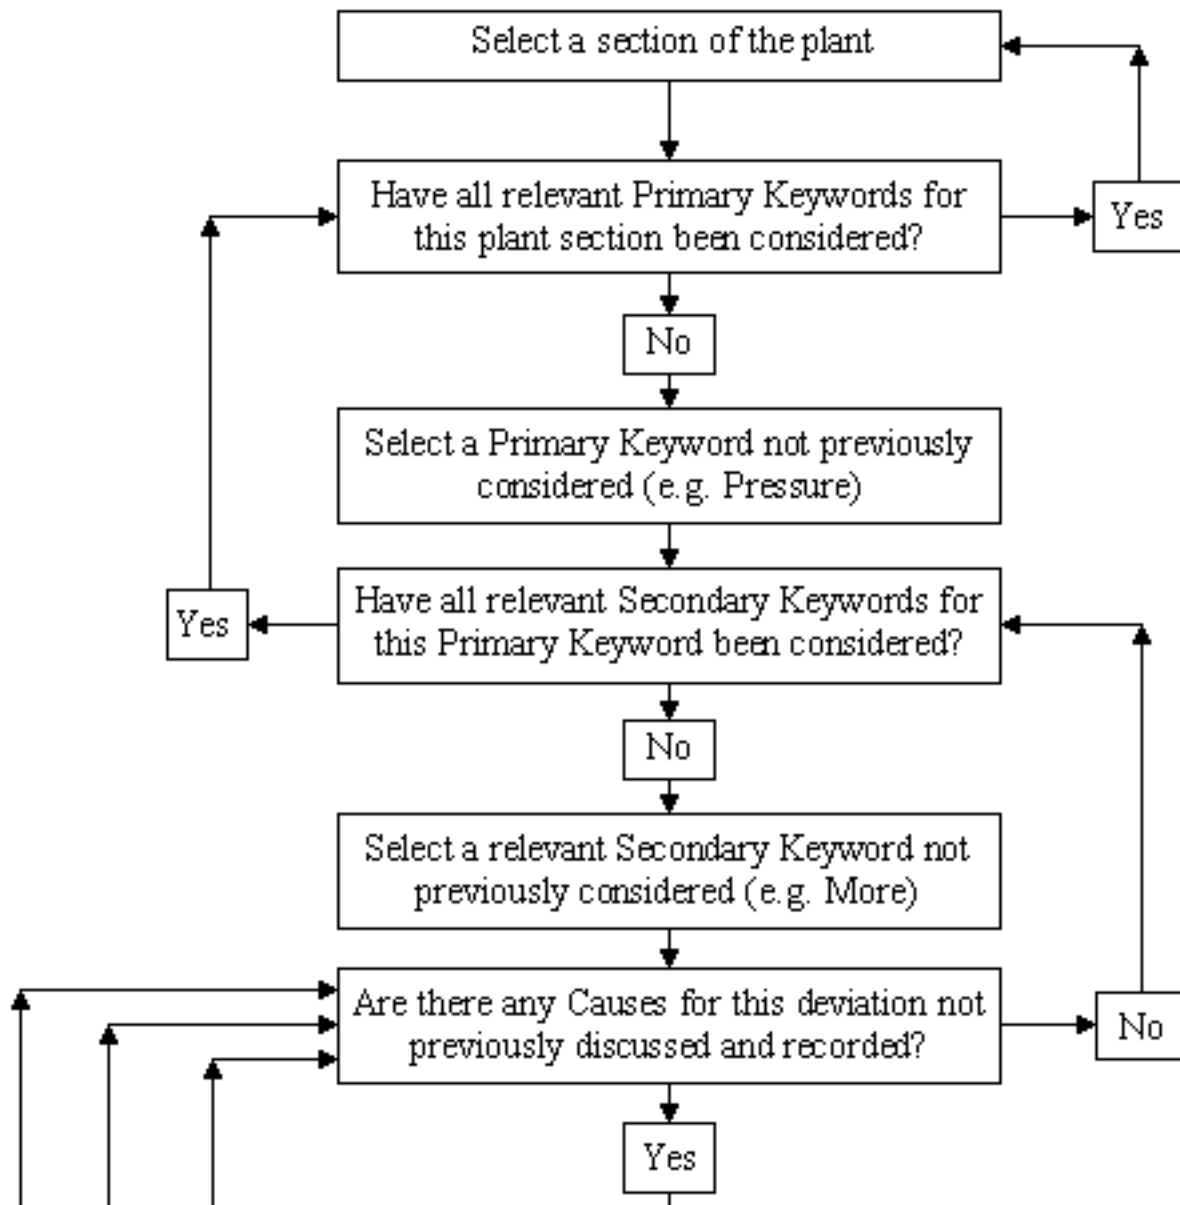 Select a section of the plant
Have all relevant Primary Keywords for
this plant section been considered?
Yes
No
Select a Primary Keyword not previously
considered (e.g. Pressure)
Have all relevant Secondary Keywords for
this Primary Keyword been considered?
Yes
No
Select a relevant Secondary Keyword not
previously considered (e.g. More)
Are there any Causes for this deviation not
previously discussed and recorded?
No
Yes